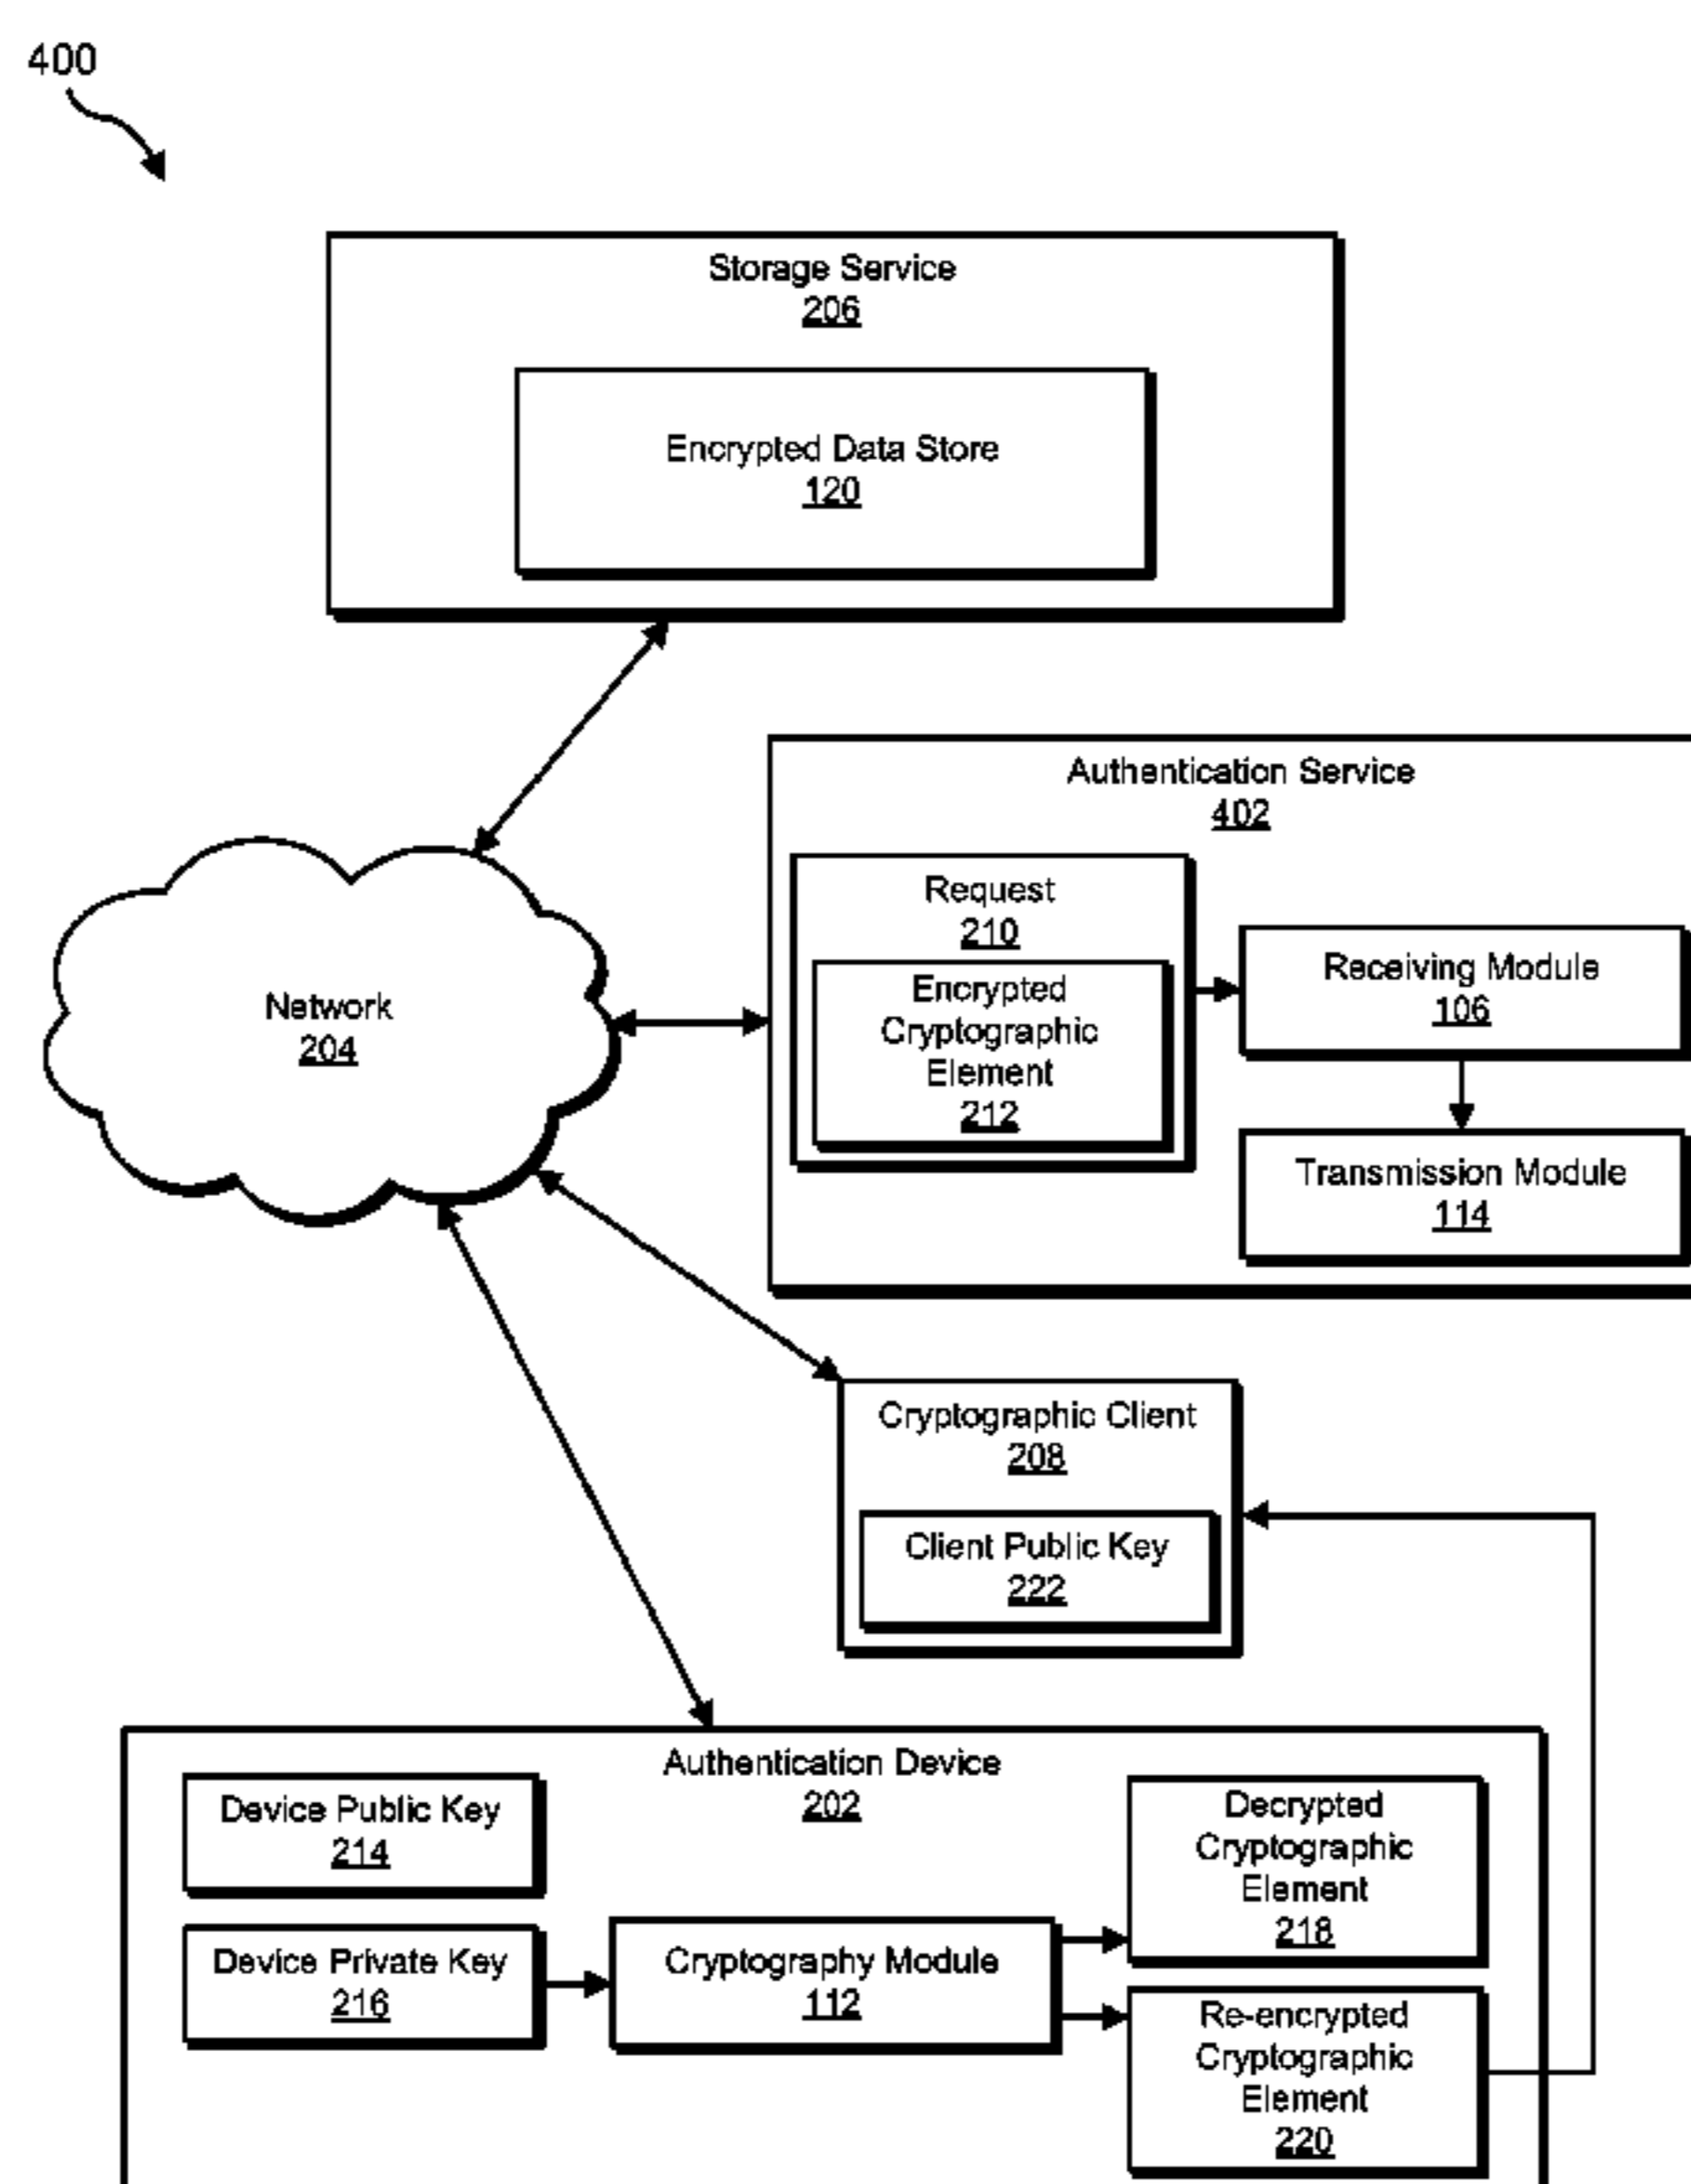 400
Storage Service
206
Encrypted Data Store
120
Authentication Service
402
Request
210
Encrypted
Cryptographic
Element
212
Receiving Module
106
Transmission Module
114
Network
204
Cryptographic Client
208
Client Public Key
222
Authentication Device
202
Device Public Key
214
Device Private Key
216
Cryptography Module
112
Decrypted
Cryptographic
Element
218
Re-encrypted
Cryptographic
Element
220